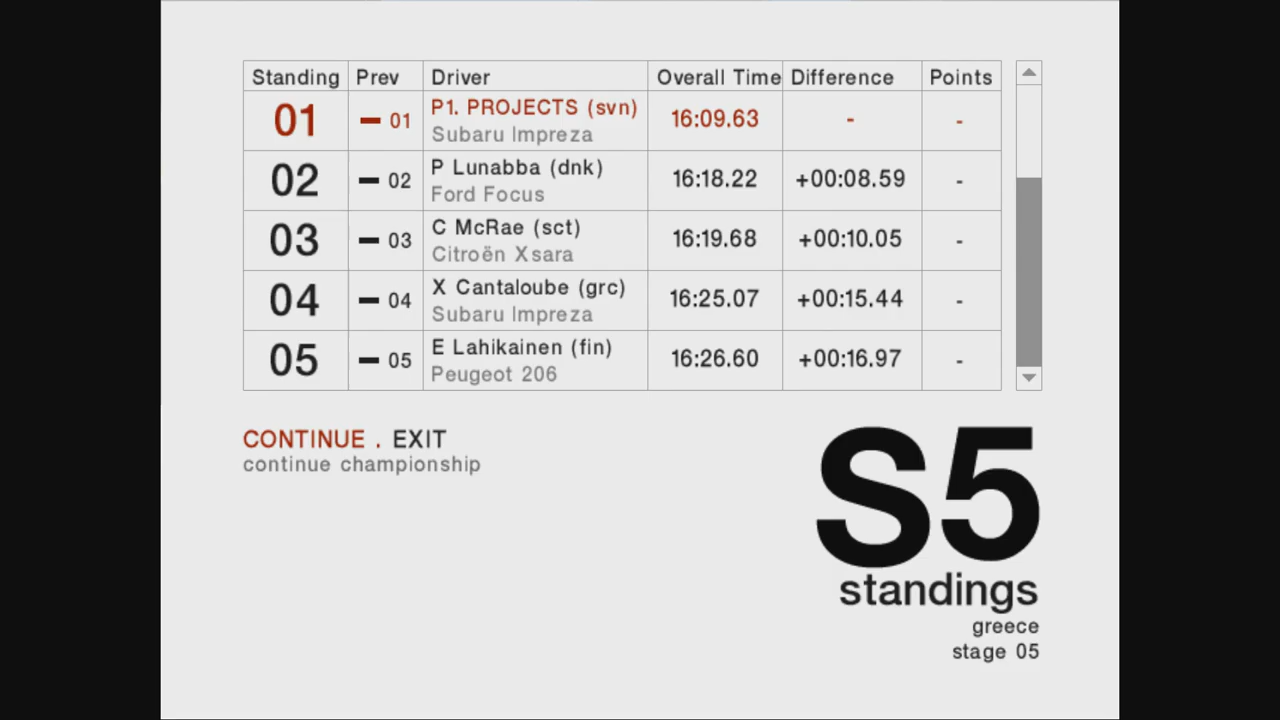 Standing Prev Driver Overall Time Difference Points
01 01 P1. PROJECTS (svn) 16:09.63 - -
Subaru Impreza
02 02 P Lunabba (dnk) 16:18.22 +00:08.59 -
Ford Focus
03 03 C McRae (sct) 16:19.68 +00:10.05 -
Citroën Xsara
04 04 X Cantaloube (grc) 16:25.07 +00:15.44 -
Subaru Impreza
05 05 E Lahikainen (fin) 16:26.60 +00:16.97 -
Peugeot 206
CONTINUE . EXIT
continue championship
S5
standings
greece
stage 05